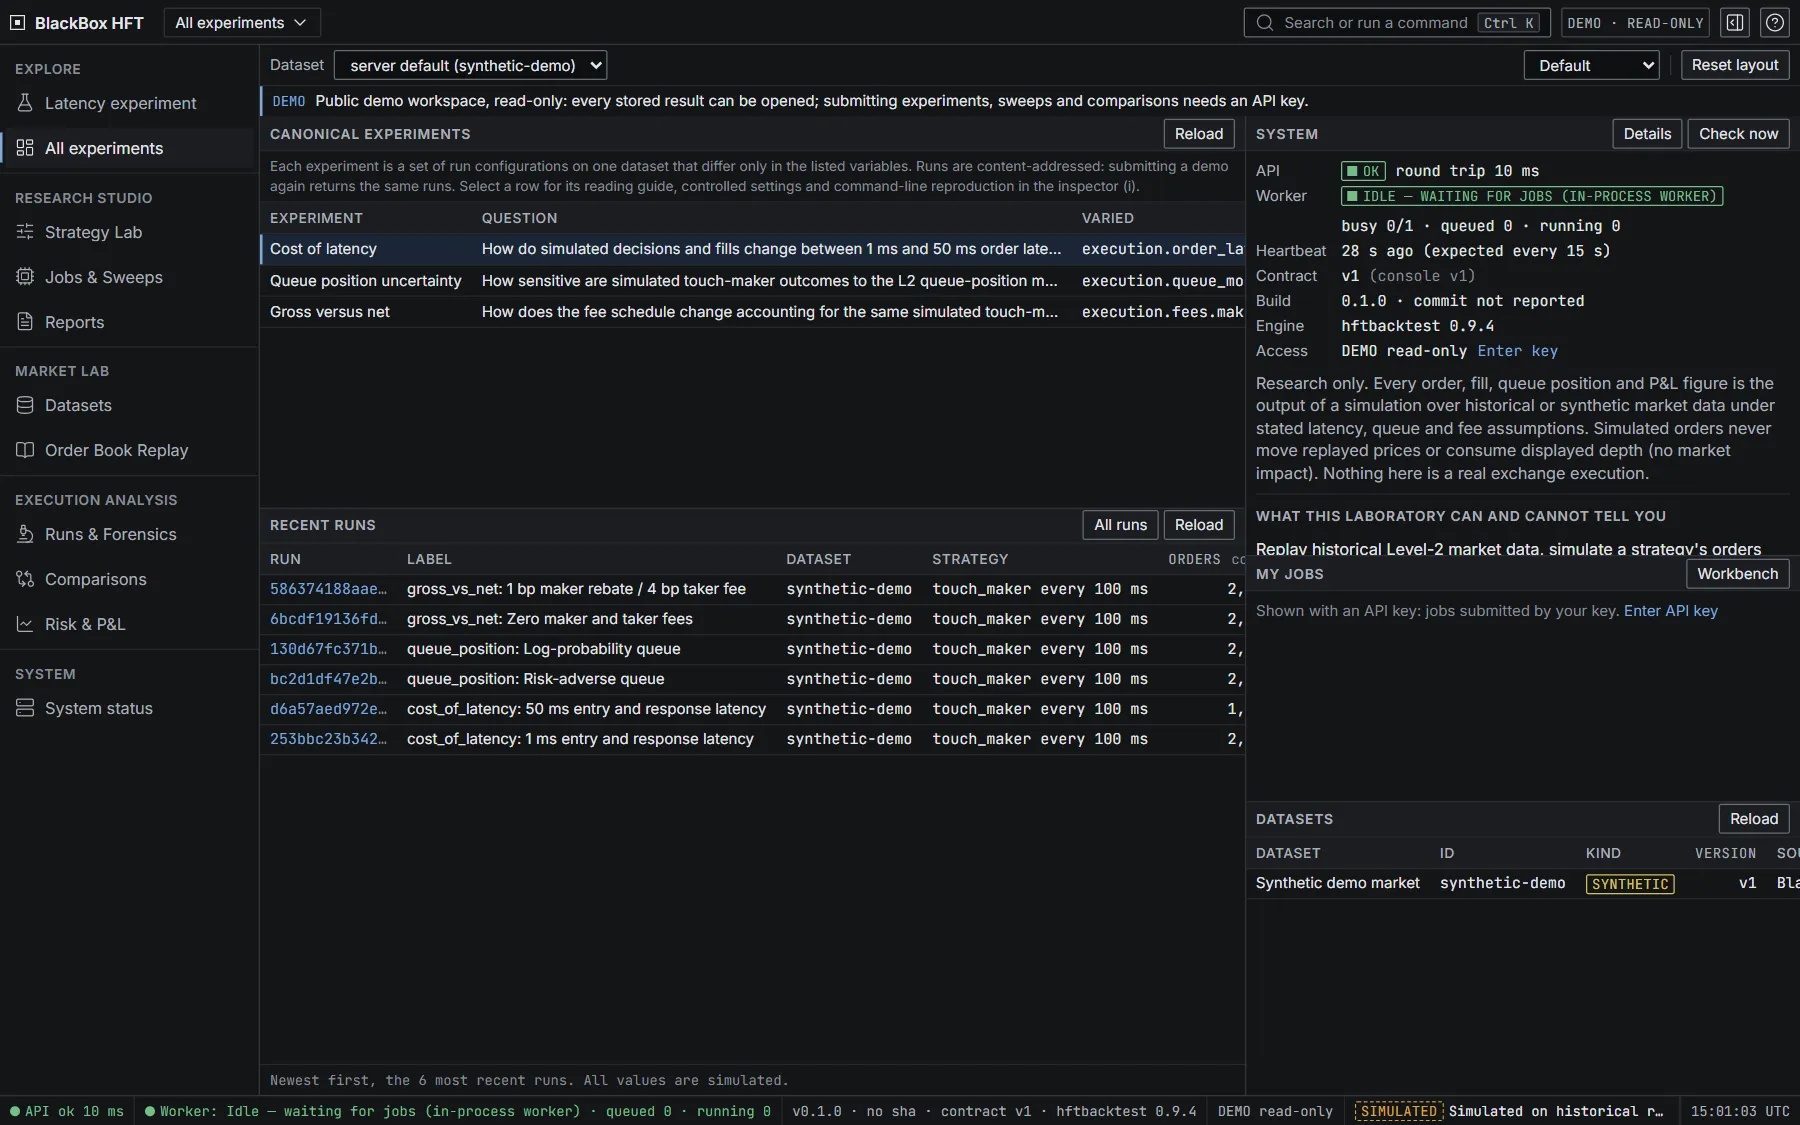 BlackBox HFT
All experiments
Search or run a command Ctrl K
DEMO · READ-ONLY
EXPLORE
Latency experiment
All experiments
RESEARCH STUDIO
Strategy Lab
Jobs & Sweeps
Reports
MARKET LAB
Datasets
Order Book Replay
EXECUTION ANALYSIS
Runs & Forensics
Comparisons
Risk & P&L
SYSTEM
System status
Dataset server default (synthetic-demo)
Default
Reset layout
DEMO Public demo workspace, read-only: every stored result can be opened; submitting experiments, sweeps and comparisons needs an API key.
CANONICAL EXPERIMENTS Reload
Each experiment is a set of run configurations on one dataset that differ only in the listed variables. Runs are content-addressed: submitting a demo
again returns the same runs. Select a row for its reading guide, controlled settings and command-line reproduction in the inspector (i).
EXPERIMENT QUESTION VARIED
Cost of latency How do simulated decisions and fills change between 1 ms and 50 ms order late... execution.order_la
Queue position uncertainty How sensitive are simulated touch-maker outcomes to the L2 queue-position m... execution.queue_mo
Gross versus net How does the fee schedule change accounting for the same simulated touch-m... execution.fees.mak
RECENT RUNS All runs Reload
RUN LABEL DATASET STRATEGY ORDERS co
586374188aae… gross_vs_net: 1 bp maker rebate / 4 bp taker fee synthetic-demo touch_maker every 100 ms 2,
6bcdf19136fd… gross_vs_net: Zero maker and taker fees synthetic-demo touch_maker every 100 ms 2,
130d67fc371b… queue_position: Log-probability queue synthetic-demo touch_maker every 100 ms 2,
bc2d1df47e2b… queue_position: Risk-adverse queue synthetic-demo touch_maker every 100 ms 2,
d6a57aed972e… cost_of_latency: 50 ms entry and response latency synthetic-demo touch_maker every 100 ms 1,
253bbc23b342… cost_of_latency: 1 ms entry and response latency synthetic-demo touch_maker every 100 ms 2,
Newest first, the 6 most recent runs. All values are simulated.
SYSTEM Details Check now
API OK round trip 10 ms
Worker IDLE — WAITING FOR JOBS (IN-PROCESS WORKER)
busy 0/1 · queued 0 · running 0
Heartbeat 28 s ago (expected every 15 s)
Contract v1 (console v1)
Build 0.1.0 · commit not reported
Engine hftbacktest 0.9.4
Access DEMO read-only Enter key
Research only. Every order, fill, queue position and P&L figure is the
output of a simulation over historical or synthetic market data under
stated latency, queue and fee assumptions. Simulated orders never
move replayed prices or consume displayed depth (no market
impact). Nothing here is a real exchange execution.
WHAT THIS LABORATORY CAN AND CANNOT TELL YOU
Replay historical Level-2 market data, simulate a strategy's orders
MY JOBS Workbench
Shown with an API key: jobs submitted by your key. Enter API key
DATASETS Reload
DATASET ID KIND VERSION SOU
Synthetic demo market synthetic-demo SYNTHETIC v1 Bla
API ok 10 ms Worker: Idle — waiting for jobs (in-process worker) · queued 0 · running 0 v0.1.0 · no sha · contract v1 · hftbacktest 0.9.4 DEMO read-only SIMULATED Simulated on historical r… 15:01:03 UTC